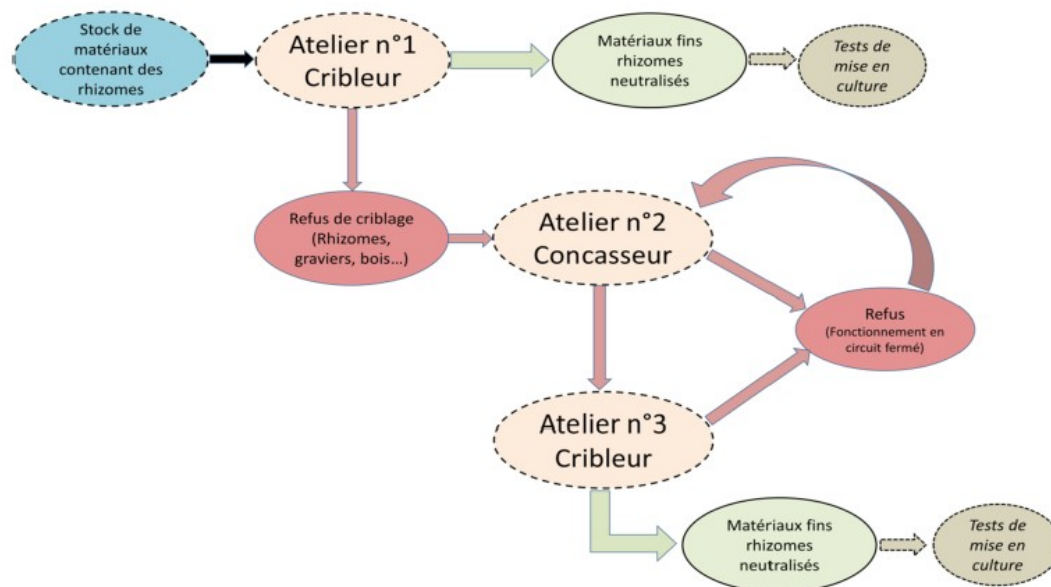 Stock de
matériaux
contenant des
rhizomes
Atelier n°1
Cribleur
Matériaux fins
rhizomes
neutralisés
Tests de
mise en
culture
Refus de criblage
(Rhizomes,
graviers, bois...)
Atelier n°2
Concasseur
Refus
(Fonctionnement en
circuit fermé)
Atelier n°3
Cribleur
Matériaux fins
rhizomes
neutralisés
Tests de
mise en
culture